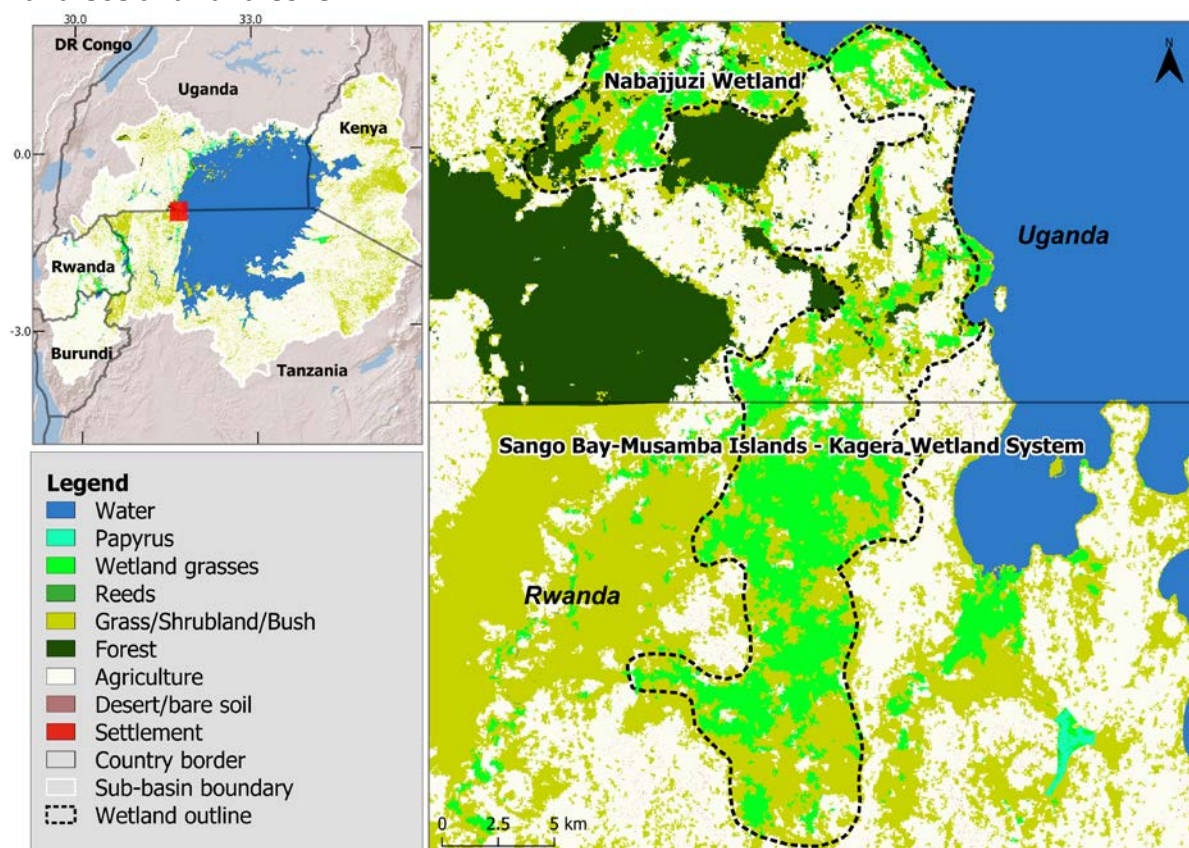 30.0
33.0
DR Congo
Uganda
Kenya
0.0
Rwanda
-3.0
Burundi
Tanzania
Legend
Water
Papyrus
Wetland grasses
Reeds
Grass/Shrubland/Bush
Forest
Agriculture
Desert/bare soil
Settlement
Country border
Sub-basin boundary
Wetland outline
N
Nabajjuzi Wetland
Uganda
Sango Bay-Musamba Islands - Kagera Wetland System
Rwanda
0 2.5 5 km